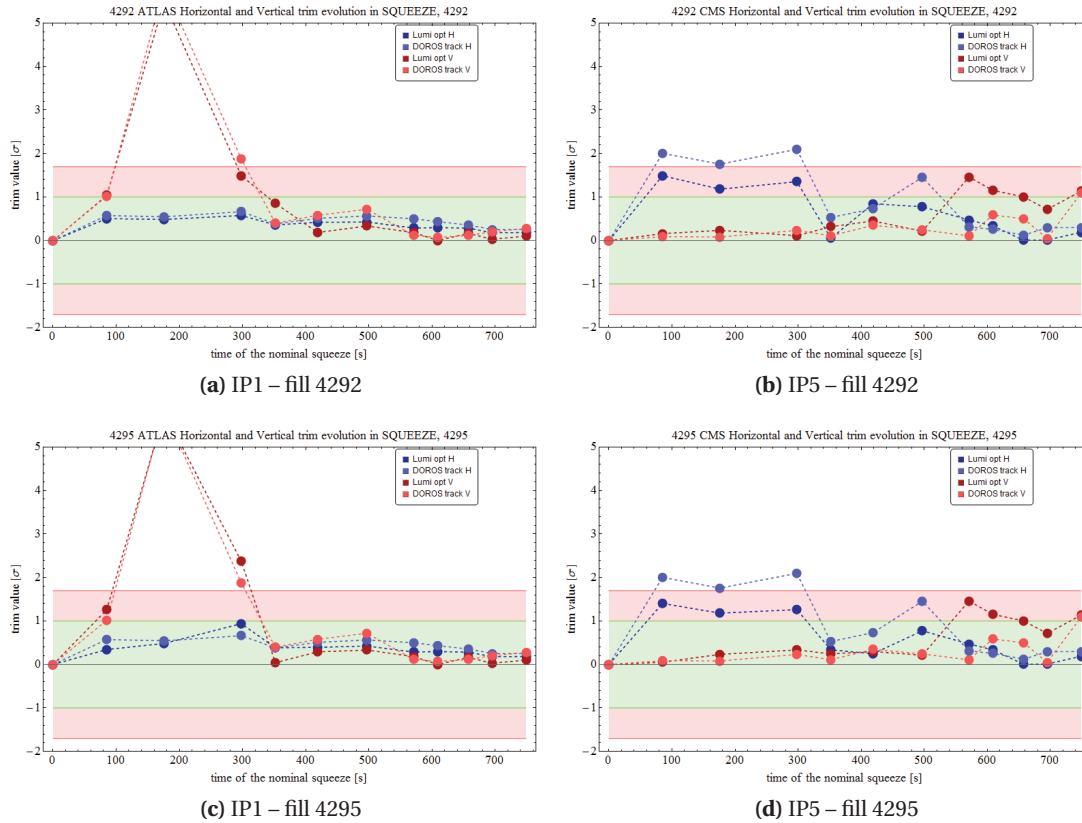 4292 ATLAS Horizontal and Vertical trim evolution in SQUEEZE, 4292
5
4
3
2
1
0
−1
−2
trim value [σ]
Lumi opt H
DOROS track H
Lumi opt V
DOROS track V
0 100 200 300 400 500 600 700
time of the nominal squeeze [s]
(a) IP1 – fill 4292
4292 CMS Horizontal and Vertical trim evolution in SQUEEZE, 4292
5
4
3
2
1
0
−1
−2
trim value [σ]
Lumi opt H
DOROS track H
Lumi opt V
DOROS track V
0 100 200 300 400 500 600 700
time of the nominal squeeze [s]
(b) IP5 – fill 4292
4295 ATLAS Horizontal and Vertical trim evolution in SQUEEZE, 4295
5
4
3
2
1
0
−1
−2
trim value [σ]
Lumi opt H
DOROS track H
Lumi opt V
DOROS track V
0 100 200 300 400 500 600 700
time of the nominal squeeze [s]
(c) IP1 – fill 4295
4295 CMS Horizontal and Vertical trim evolution in SQUEEZE, 4295
5
4
3
2
1
0
−1
−2
trim value [σ]
Lumi opt H
DOROS track H
Lumi opt V
DOROS track V
0 100 200 300 400 500 600 700
time of the nominal squeeze [s]
(d) IP5 – fill 4295